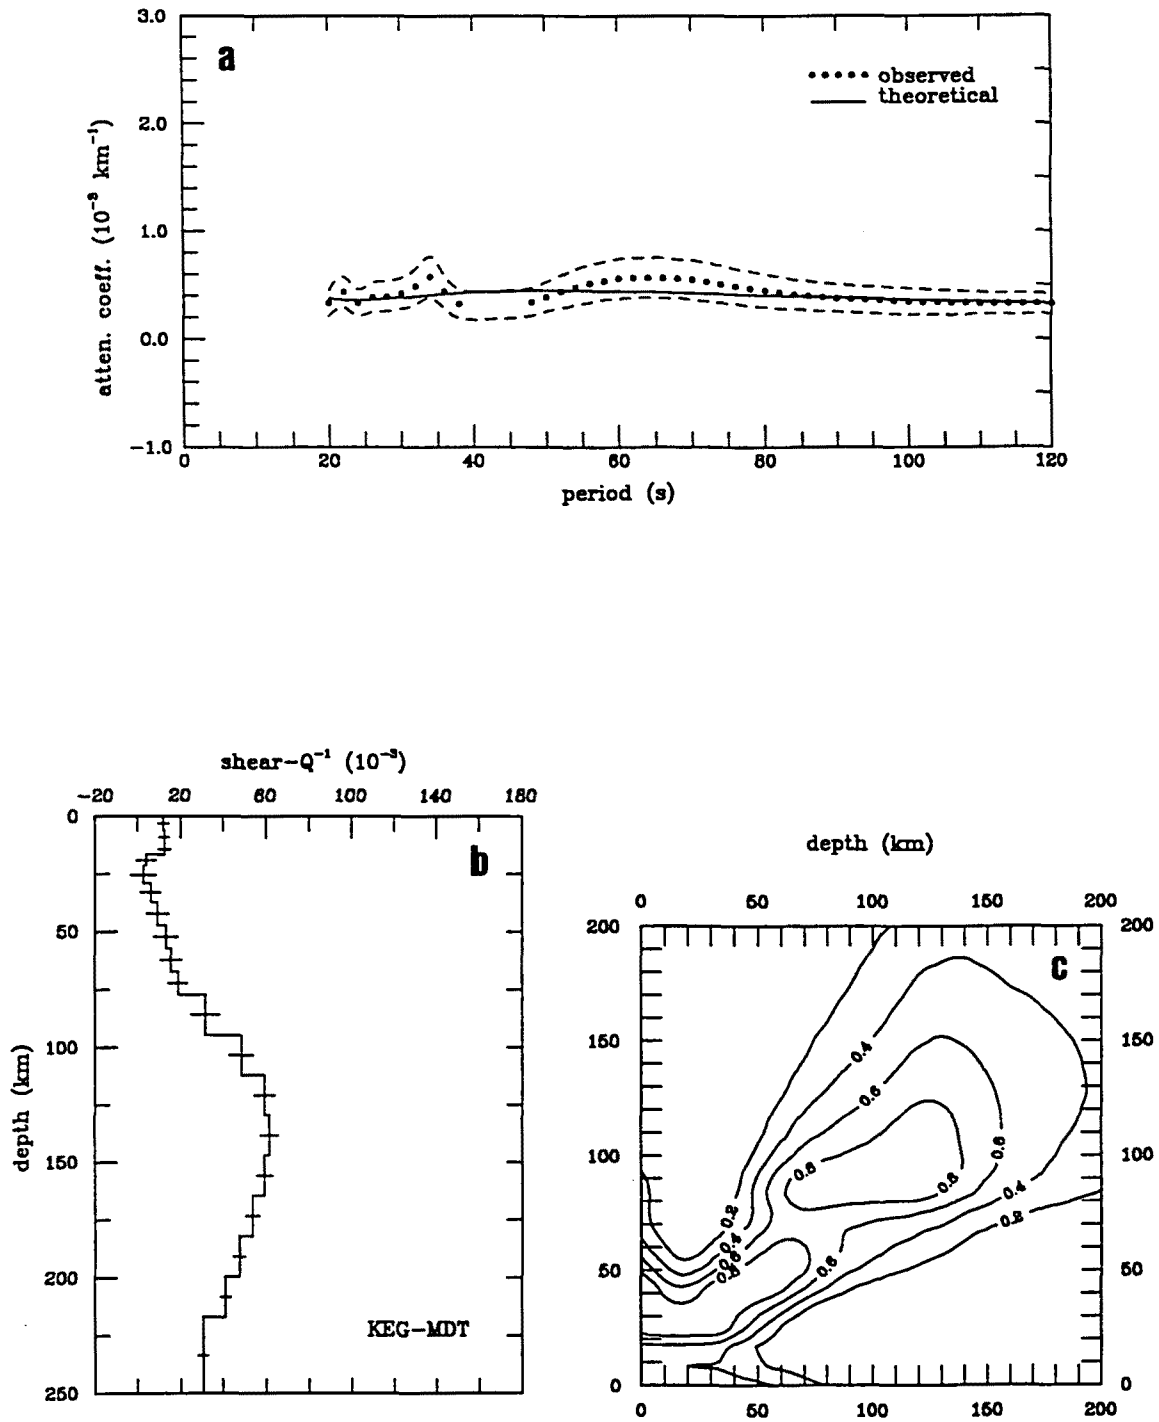 3.0
a
observed
theoretical
2.0
1.0
0.0
-1.0
atten. coeff. (10⁻³ km⁻¹)
0 20 40 60 80 100 120
period (s)
shear-Q⁻¹ (10⁻³)
-20 20 60 100 140 180
0
b
50
100
150
200
250
depth (km)
KEG-MDT
depth (km)
0 50 100 150 200
200 200
c
150 150
100 100
50 50
0 0
0.4
0.6
0.8
0.6
0.8
0.4
0.2
0.2
0.4
0.6
0.8
0.6
0 50 100 150 200